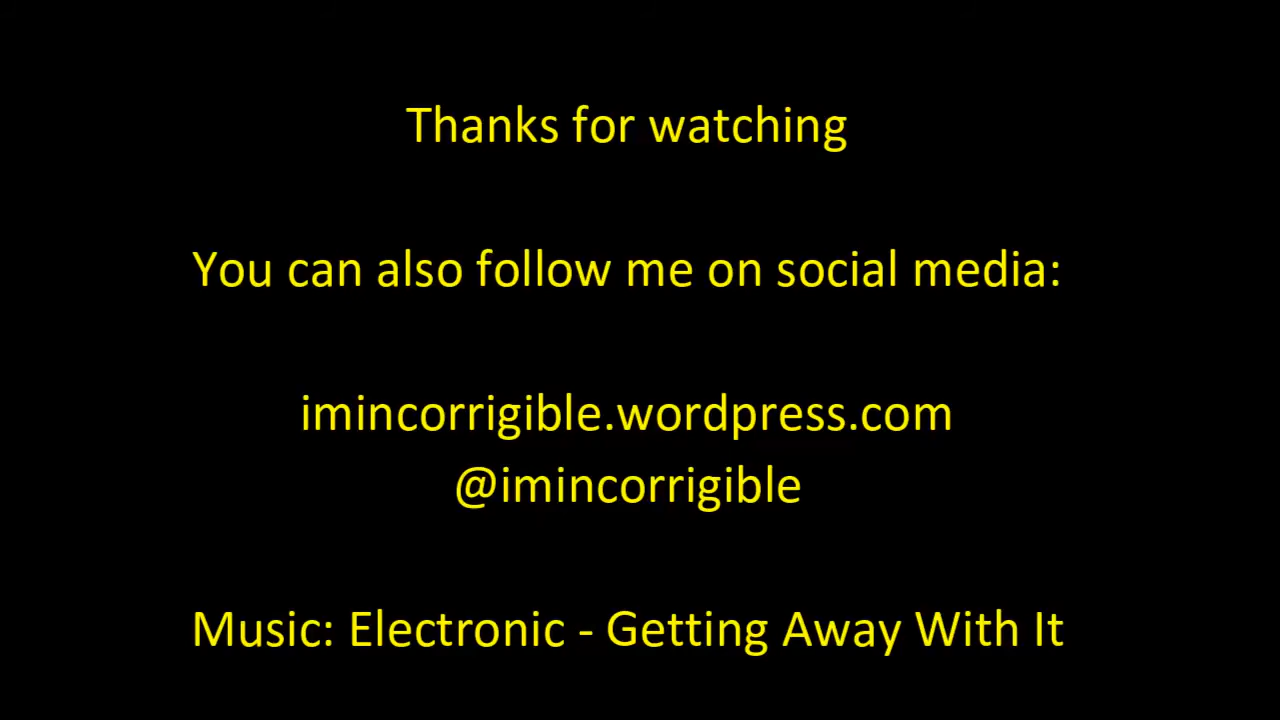 Thanks for watching
You can also follow me on social media:
imincorrigible.wordpress.com
@imincorrigible
Music: Electronic - Getting Away With It